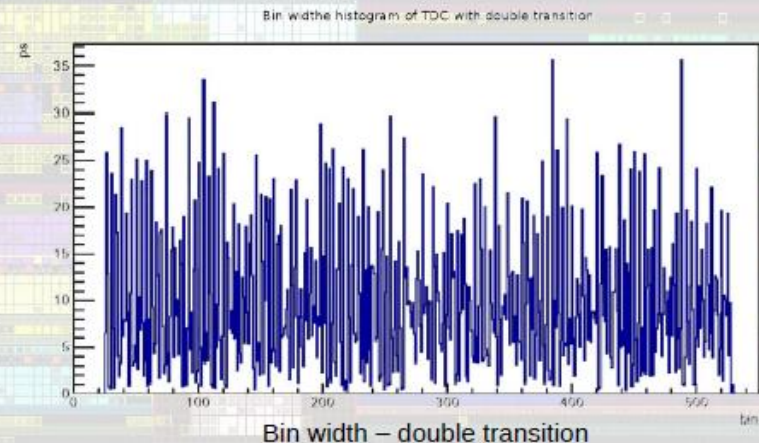 Bin widthe histogram of TDC with double transition
ps
35
30
25
20
15
10
5
0
0 100 200 300 400 500
bin
Bin width – double transition